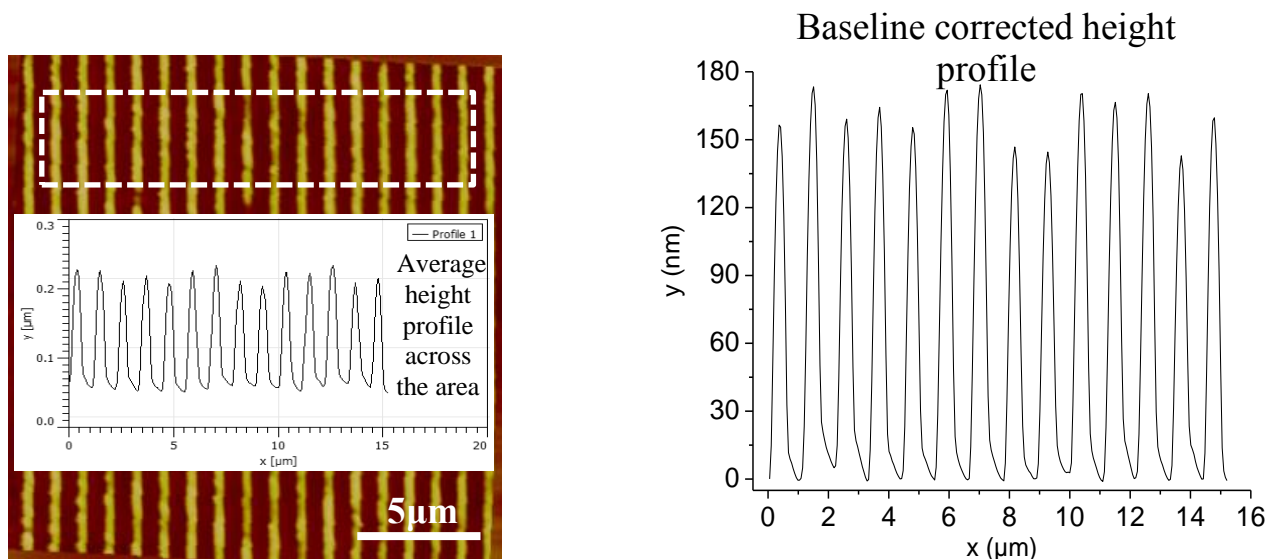 0.3
0.2
0.1
0.0
y [µm]
0
5
10
15
20
x [µm]
Profile 1
Average
height
profile
across
the area
5µm
Baseline corrected height
profile
180
150
120
90
60
30
0
y (nm)
0 2 4 6 8 10 12 14 16
x (µm)